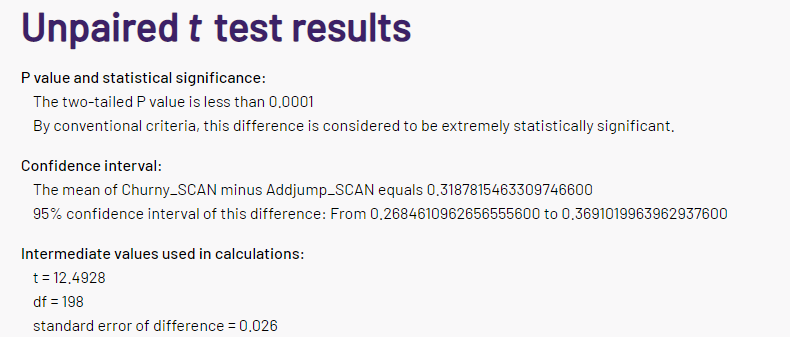 Unpaired t test results
P value and statistical significance:
The two-tailed P value is less than 0.0001
By conventional criteria, this difference is considered to be extremely statistically significant.
Confidence interval:
The mean of Churny_SCAN minus Addjump_SCAN equals 0.3187815463309746600
95% confidence interval of this difference: From 0.2684610962656555600 to 0.3691019963962937600
Intermediate values used in calculations:
t = 12.4928
df = 198
standard error of difference = 0.026